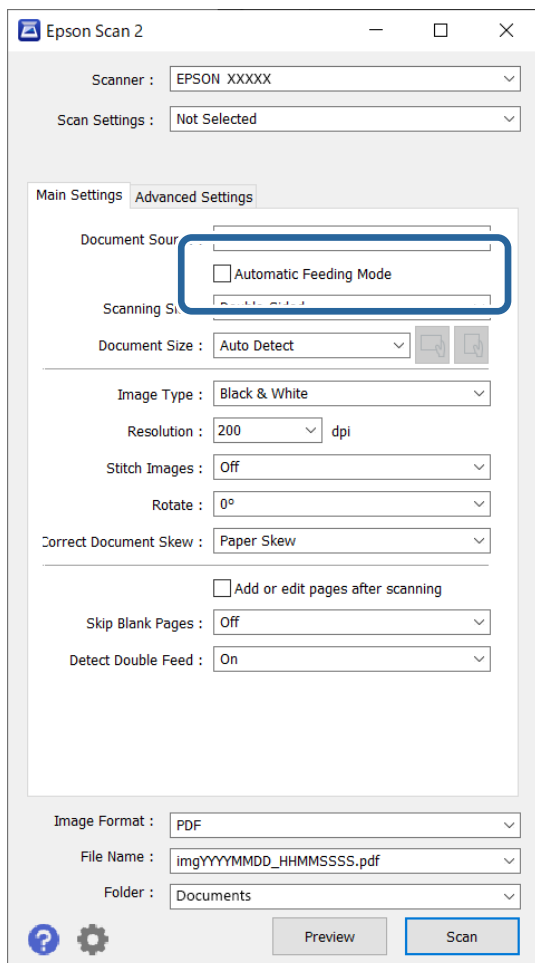 Epson Scan 2
Scanner : EPSON XXXXX
Scan Settings : Not Selected
Main Settings Advanced Settings
Document
Automatic Feeding Mode
Scanning
Document Size : Auto Detect
Image Type : Black & White
Resolution : 200 dpi
Stitch Images : Off
Rotate : 0°
Correct Document Skew : Paper Skew
Add or edit pages after scanning
Skip Blank Pages : Off
Detect Double Feed : On
Image Format : PDF
File Name : imgYYYYMMDD_HHMMSSSS.pdf
Folder : Documents
? Preview Scan